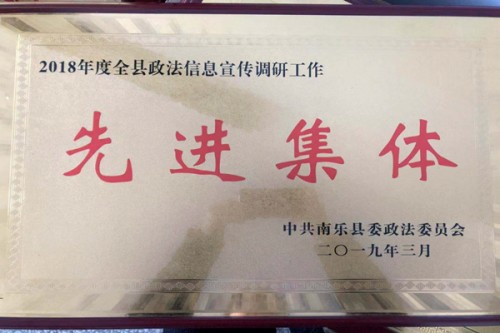 2018年度全县政法信息宣传调研工作
先进集体
中共南乐县委政法委员会
二〇一九年三月